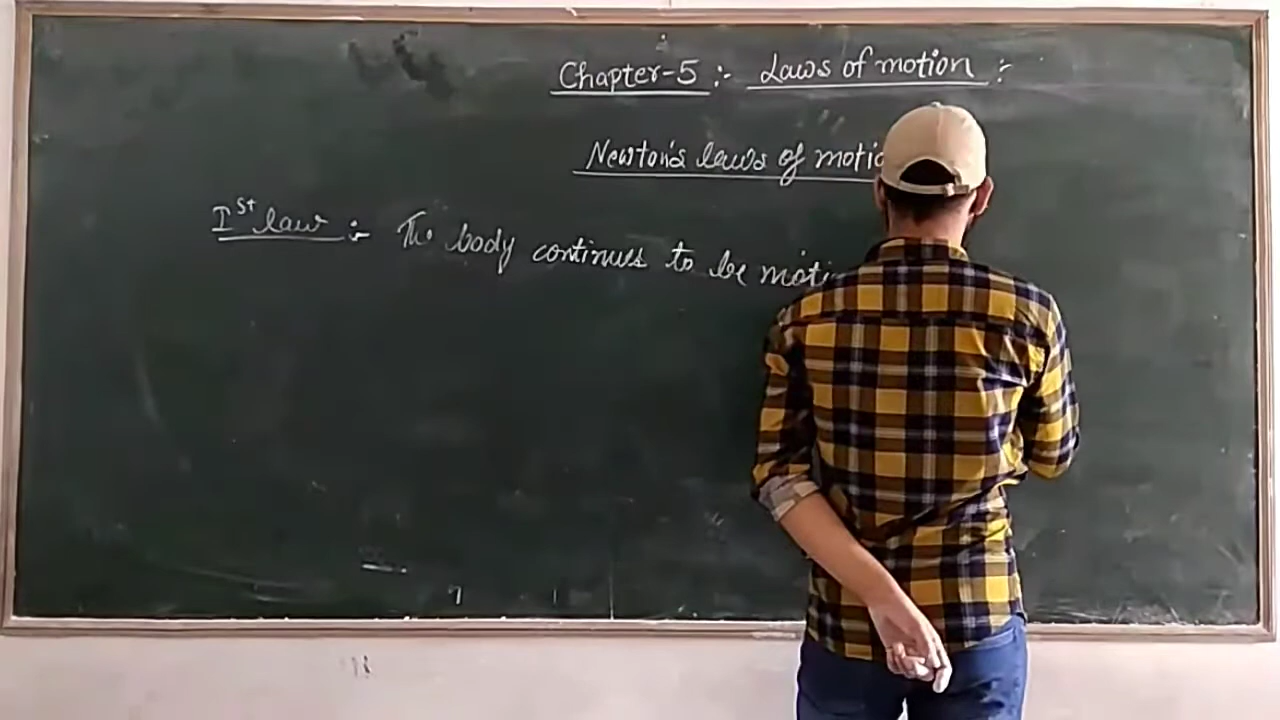 Chapter-5 :- Laws of motion :-
Newton's laws of motio
Ist law :- The body continues to be moti